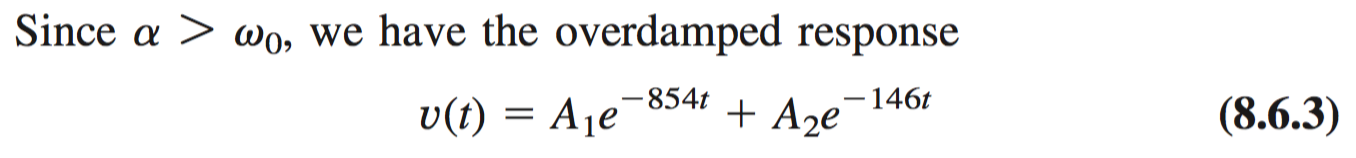 Since α > ω₀, we have the overdamped response
v(t) = A₁e⁻⁸⁵⁴ᵗ + A₂e⁻¹⁴⁶ᵗ (8.6.3)